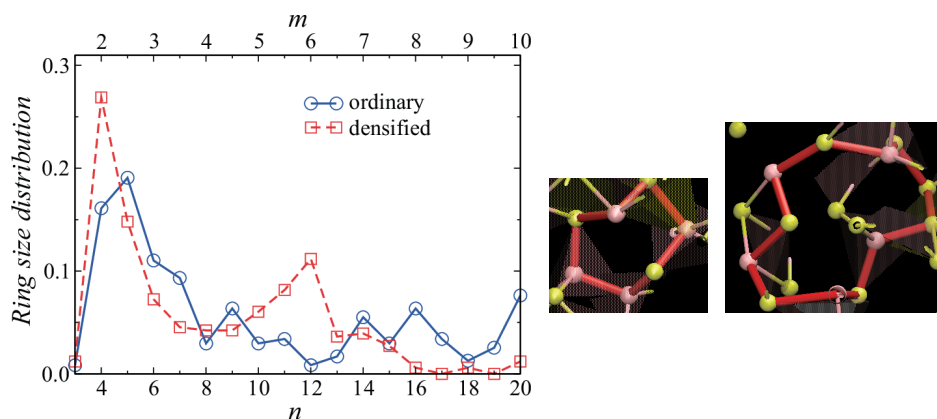 m
2 3 4 5 6 7 8 9 10
0.3
0.2
0.1
0.0
Ring size distribution
ordinary
densified
4 6 8 10 12 14 16 18 20
n